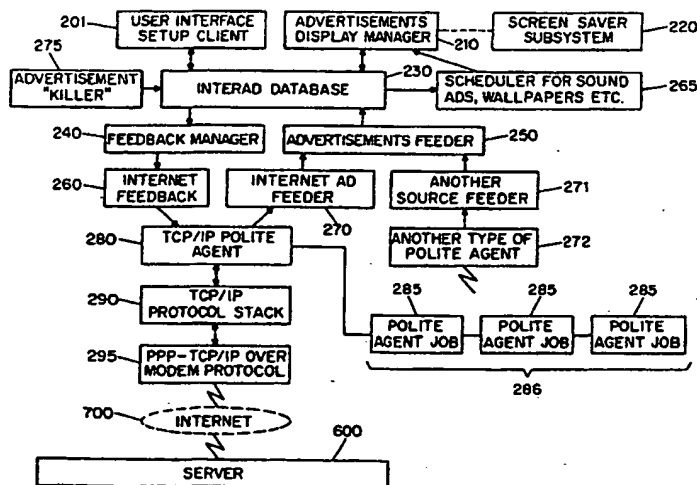 201
USER INTERFACE
SETUP CLIENT
ADVERTISEMENTS
DISPLAY MANAGER
210
SCREEN SAVER
SUBSYSTEM
220
275
ADVERTISEMENT
"KILLER"
INTERAD DATABASE
230
SCHEDULER FOR SOUND
ADS, WALLPAPERS ETC.
265
240
FEEDBACK MANAGER
ADVERTISEMENTS FEEDER
250
260
INTERNET
FEEDBACK
INTERNET AD
FEEDER
270
ANOTHER
SOURCE FEEDER
271
280
TCP/IP POLITE
AGENT
ANOTHER TYPE OF
POLITE AGENT
272
290
TCP/IP
PROTOCOL STACK
285
285
285
POLITE
AGENT JOB
POLITE
AGENT JOB
POLITE
AGENT JOB
286
295
PPP-TCP/IP OVER
MODEM PROTOCOL
700
INTERNET
600
SERVER